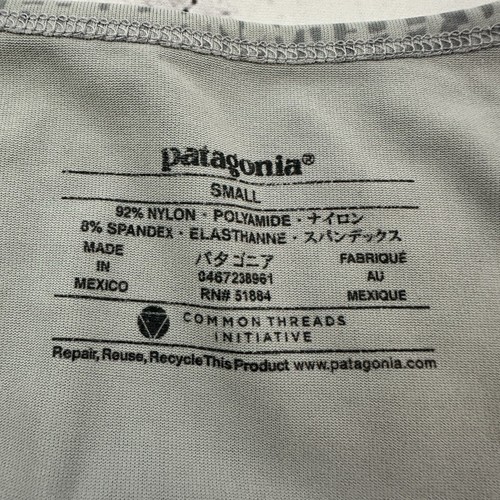 patagonia®
SMALL
92% NYLON · POLYAMIDE · ナイロン
8% SPANDEX · ELASTHANNE · スパンデックス
MADE IN MEXICO
パタゴニア
0467238961
RN# 51884
FABRIQUÉ AU MEXIQUE
COMMON THREADS
INITIATIVE
Repair, Reuse, Recycle This Product www.patagonia.com